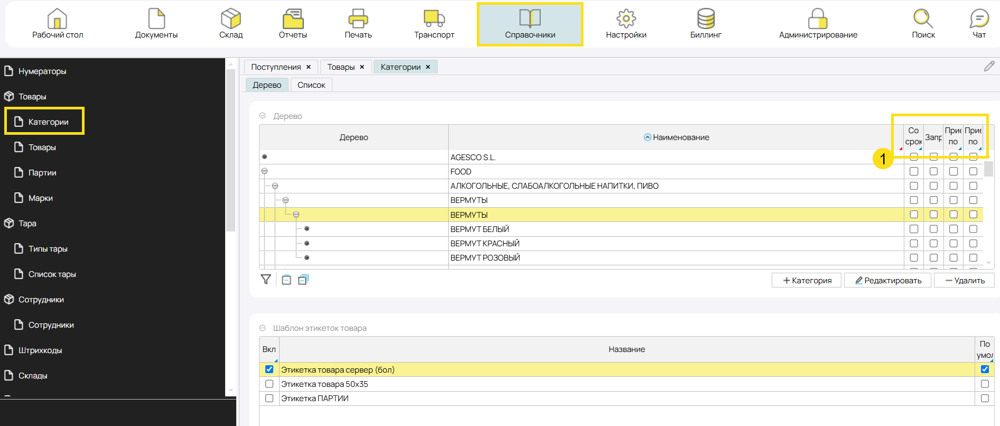 Рабочий стол
Документы
Склад
Отчеты
Печать
Транспорт
Справочники
Настройки
Биллинг
Администрирование
Поиск
Чат
Нумераторы
Товары
Категории
Товары
Партии
Марки
Тара
Типы тары
Список тары
Сотрудники
Сотрудники
Штрихкоды
Склады
Поступления
Товары
Категории
Дерево
Список
Дерево
Дерево
Наименование
Со
срок
Запр
Прие
по
Прие
по
1
AGESCO S.L.
FOOD
АЛКОГОЛЬНЫЕ, СЛАБОАЛКОГОЛЬНЫЕ НАПИТКИ, ПИВО
ВЕРМУТЫ
ВЕРМУТЫ
ВЕРМУТ БЕЛЫЙ
ВЕРМУТ КРАСНЫЙ
ВЕРМУТ РОЗОВЫЙ
Категория
Редактировать
Удалить
Шаблон этикеток товара
Вкл
Название
По
умол
Этикетка товара сервер (бол)
Этикетка товара 50x35
Этикетка ПАРТИИ